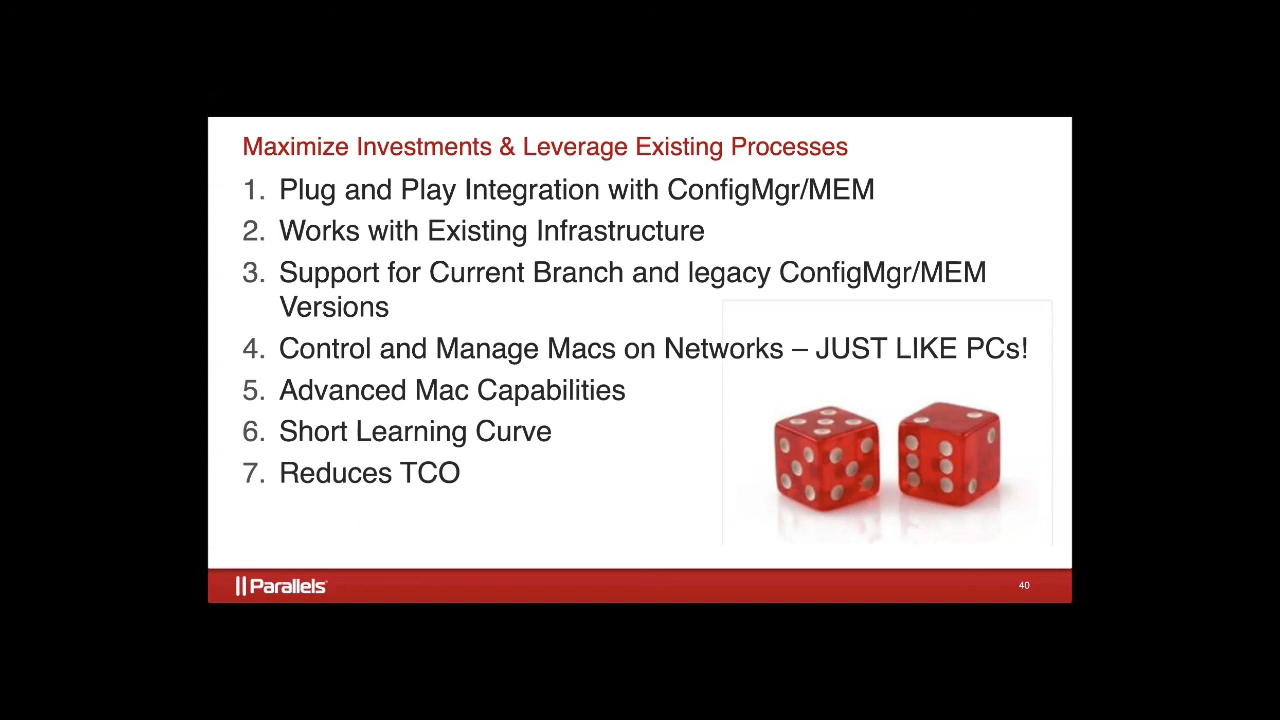 Maximize Investments & Leverage Existing Processes
1. Plug and Play Integration with ConfigMgr/MEM
2. Works with Existing Infrastructure
3. Support for Current Branch and legacy ConfigMgr/MEM
Versions
4. Control and Manage Macs on Networks – JUST LIKE PCs!
5. Advanced Mac Capabilities
6. Short Learning Curve
7. Reduces TCO
Parallels
40